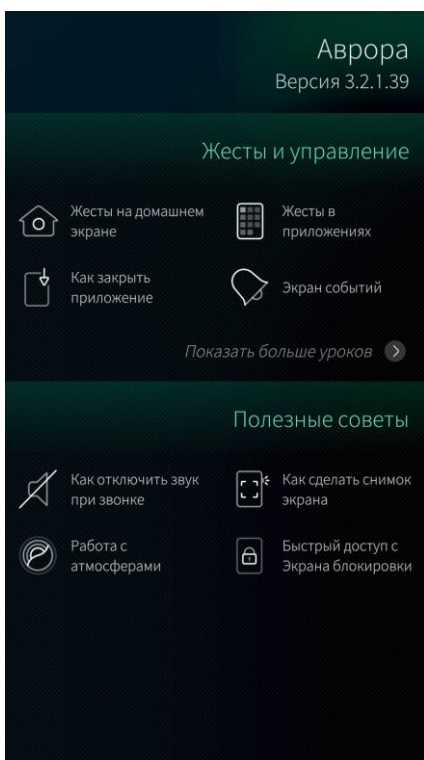 Аврора
Версия 3.2.1.39
Жесты и управление
Жесты на домашнем
экране
Жесты в
приложениях
Как закрыть
приложение
Экран событий
Показать больше уроков
Полезные советы
Как отключить звук
при звонке
Как сделать снимок
экрана
Работа с
атмосферами
Быстрый доступ с
Экрана блокировки